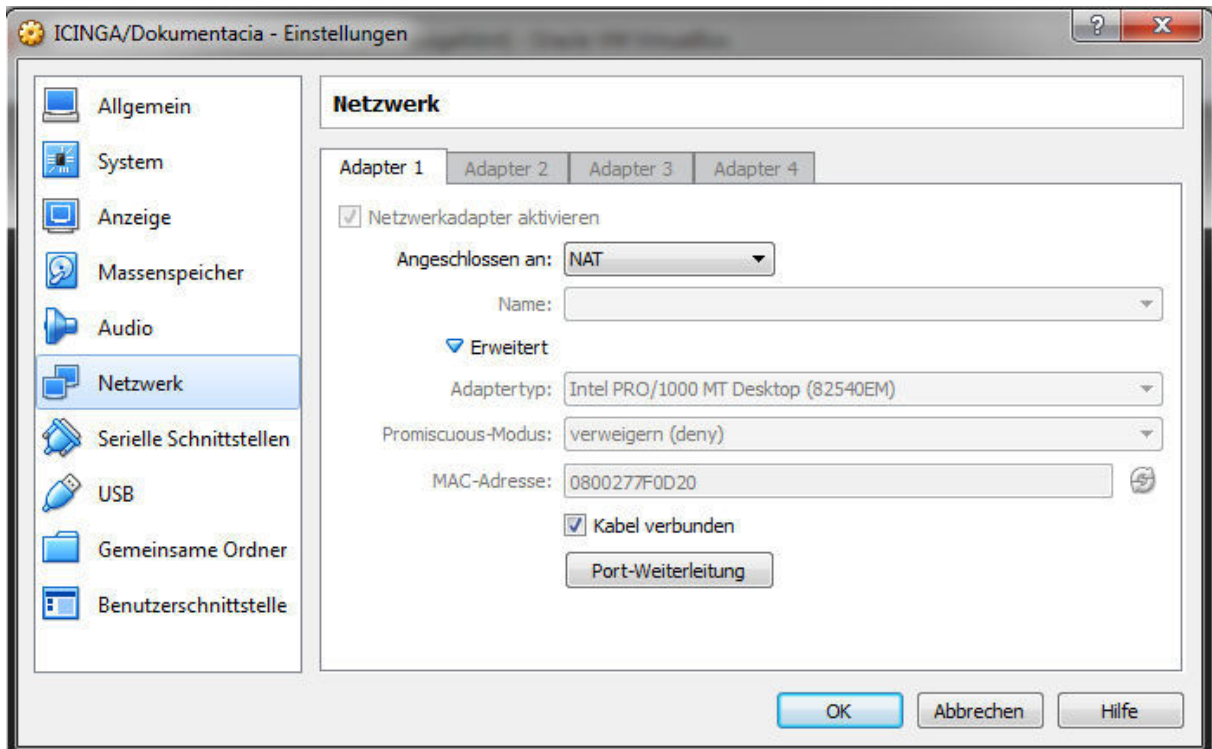 ICINGA/Dokumentacia - Einstellungen
Allgemein
System
Anzeige
Massenspeicher
Audio
Netzwerk
Serielle Schnittstellen
USB
Gemeinsame Ordner
Benutzerschnittstelle
Netzwerk
Adapter 1 Adapter 2 Adapter 3 Adapter 4
Netzwerkadapter aktivieren
Angeschlossen an: NAT
Name:
Erweitert
Adaptertyp: Intel PRO/1000 MT Desktop (82540EM)
Promiscuous-Modus: verweigern (deny)
MAC-Adresse: 0800277F0D20
Kabel verbunden
Port-Weiterleitung
OK Abbrechen Hilfe